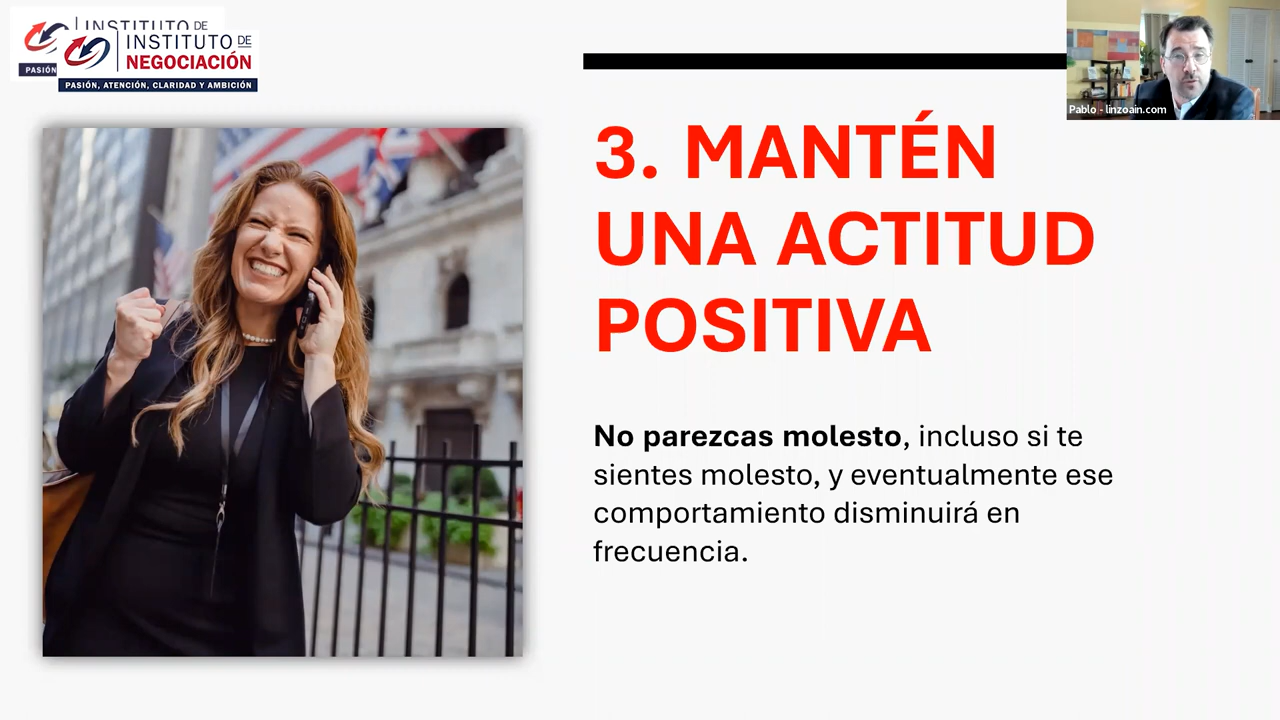 INSTITUTO DE
INSTITUTO DE
NEGOCIACIÓN
PASIÓN
PASIÓN, ATENCIÓN, CLARIDAD Y AMBICIÓN
Pablo - linzoain.com
3. MANTÉN
UNA ACTITUD
POSITIVA
No parezcas molesto, incluso si te
sientes molesto, y eventualmente ese
comportamiento disminuirá en
frecuencia.